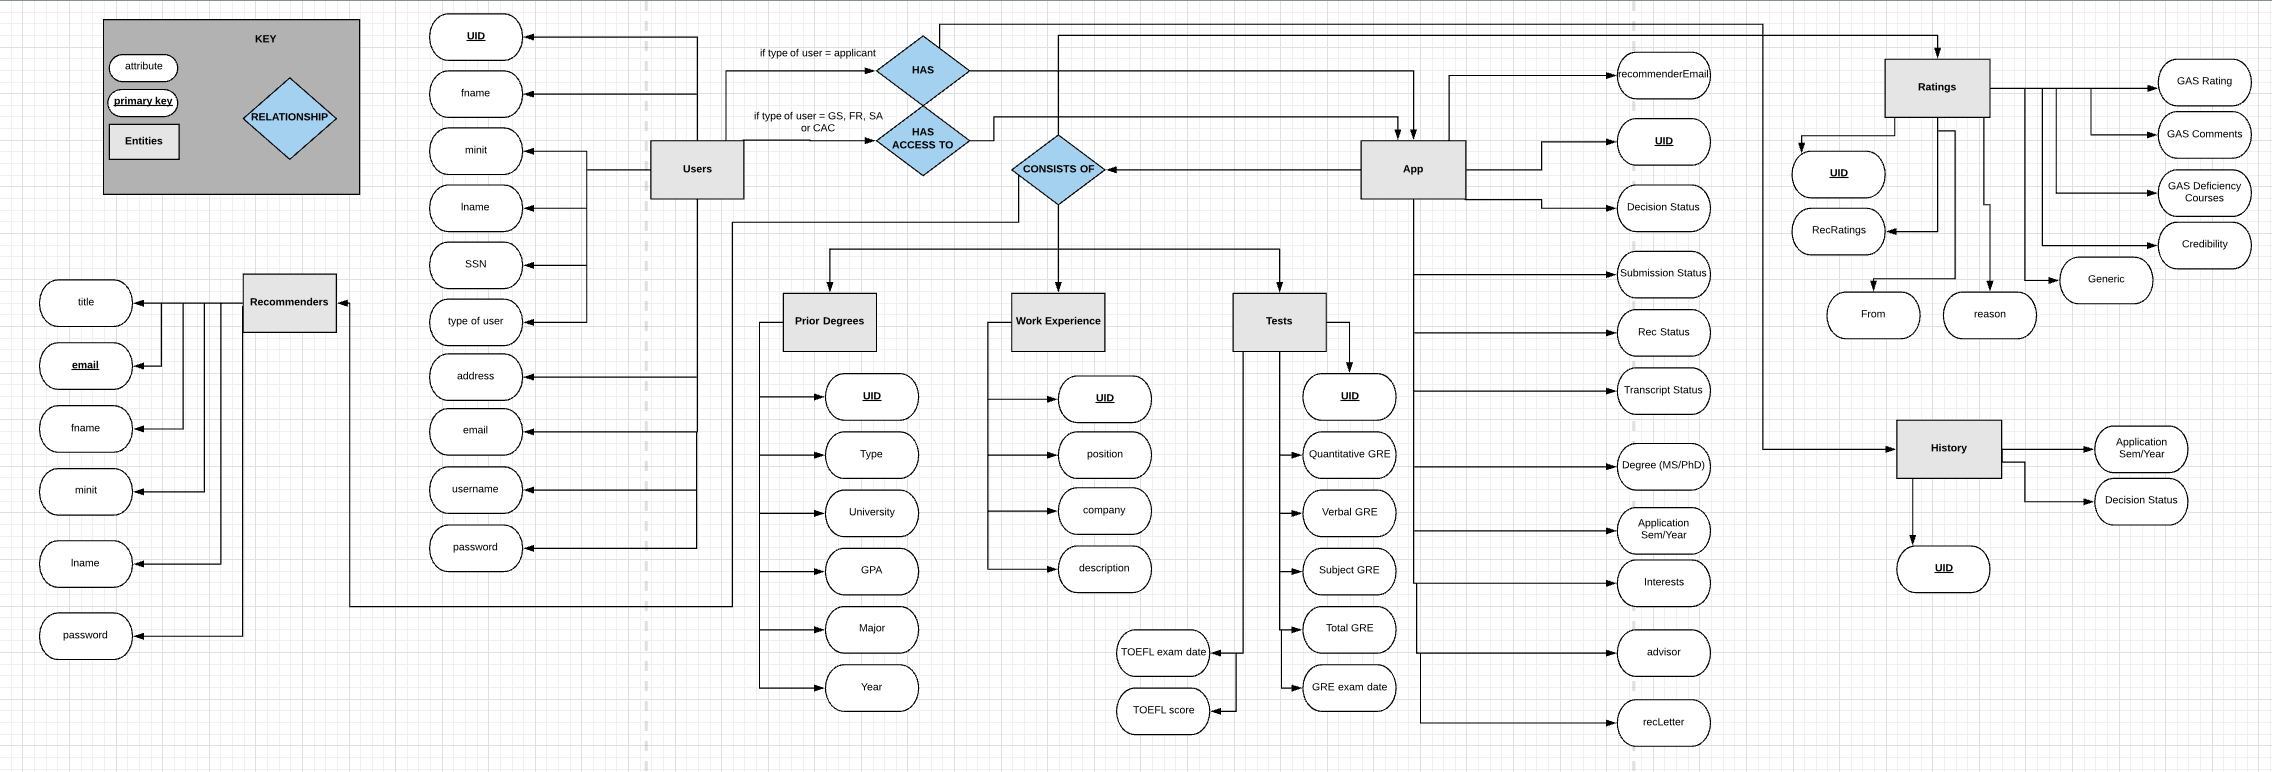 KEY
attribute
primary key
RELATIONSHIP
Entities
Recommenders
title
email
fname
minit
lname
password
UID
fname
minit
lname
SSN
type of user
address
email
username
password
Users
if type of user = applicant
HAS
if type of user = GS, FR, SA
or CAC
HAS
ACCESS TO
CONSISTS OF
Prior Degrees
UID
Type
University
GPA
Major
Year
Work Experience
UID
position
company
description
Tests
UID
Quantitative GRE
Verbal GRE
Subject GRE
Total GRE
GRE exam date
TOEFL exam date
TOEFL score
App
recommenderEmail
UID
Decision Status
Submission Status
Rec Status
Transcript Status
Degree (MS/PhD)
Application
Sem/Year
Interests
advisor
recLetter
Ratings
UID
RecRatings
From
reason
Generic
GAS Rating
GAS Comments
GAS Deficiency
Courses
Credibility
History
Application
Sem/Year
Decision Status
UID